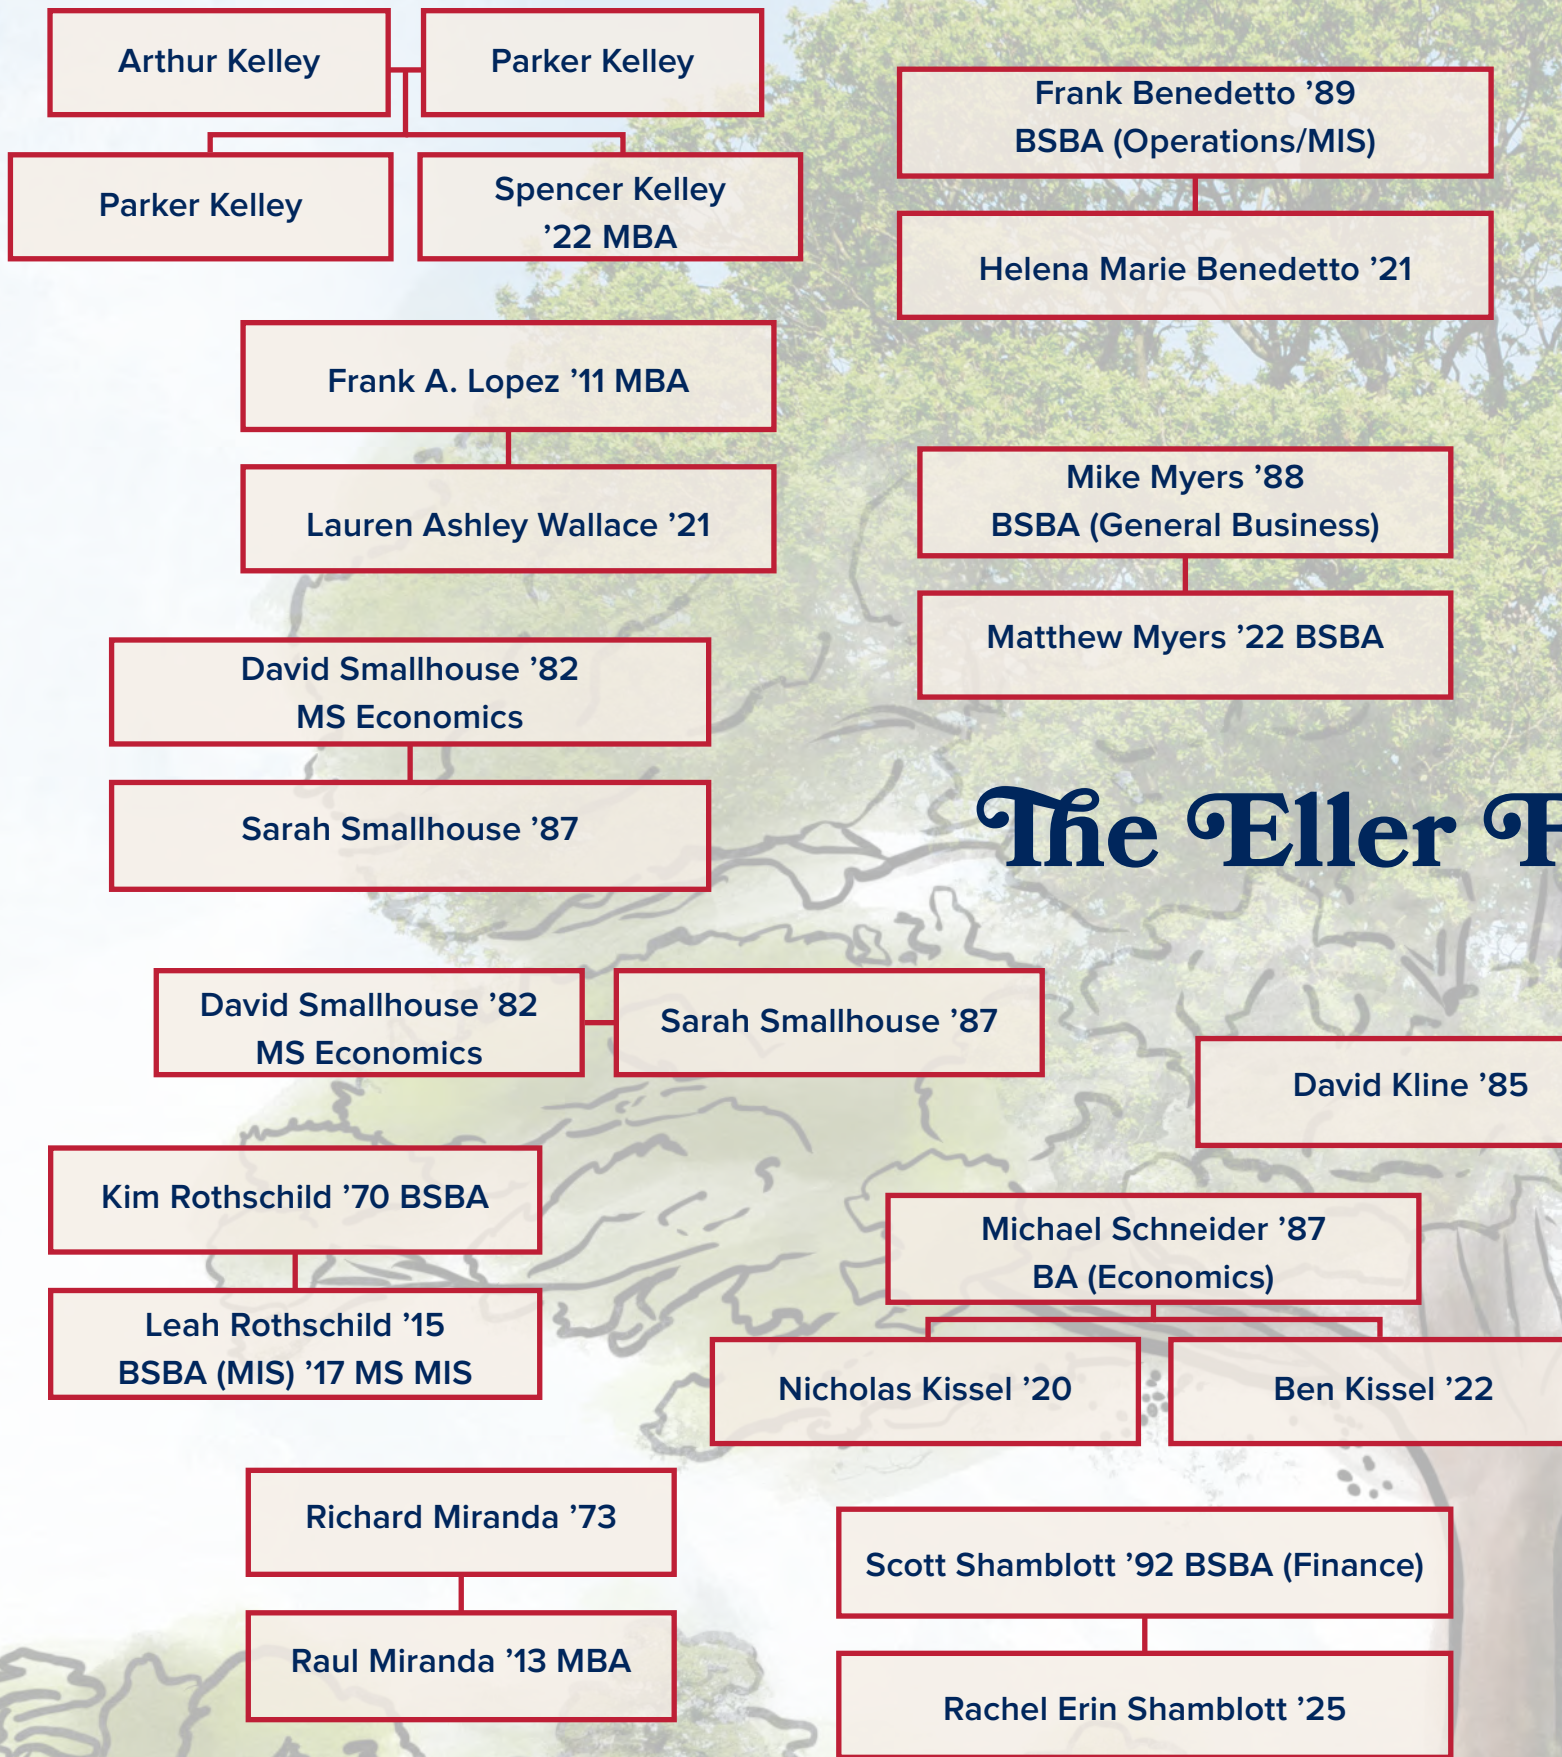 Arthur Kelley
Parker Kelley
Parker Kelley
Spencer Kelley
’22 MBA
Frank Benedetto ’89
BSBA (Operations/MIS)
Helena Marie Benedetto ’21
Frank A. Lopez ’11 MBA
Lauren Ashley Wallace ’21
Mike Myers ’88
BSBA (General Business)
Matthew Myers ’22 BSBA
David Smallhouse ’82
MS Economics
Sarah Smallhouse ’87
The Eller F
David Smallhouse ’82
MS Economics
Sarah Smallhouse ’87
David Kline ’85
Kim Rothschild ’70 BSBA
Leah Rothschild ’15
BSBA (MIS) ’17 MS MIS
Michael Schneider ’87
BA (Economics)
Nicholas Kissel ’20
Ben Kissel ’22
Richard Miranda ’73
Raul Miranda ’13 MBA
Scott Shamblott ’92 BSBA (Finance)
Rachel Erin Shamblott ’25